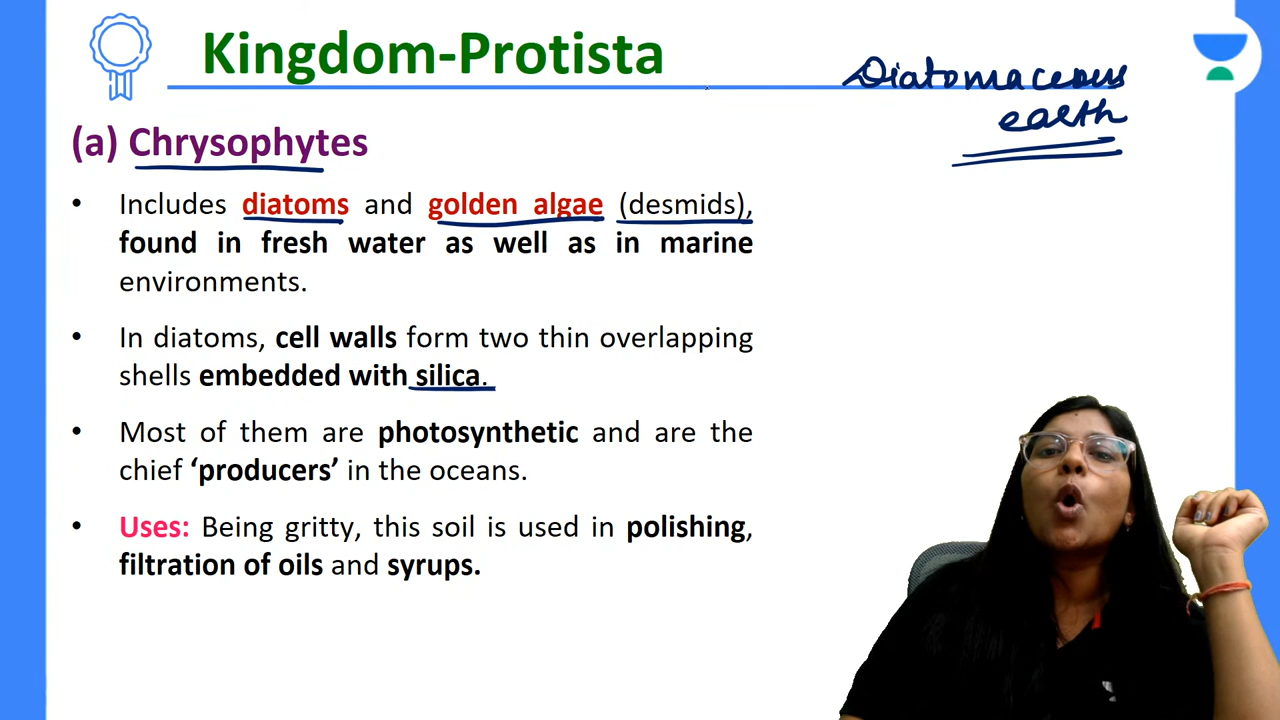 Kingdom-Protista
Diatomaceous
earth
(a) Chrysophytes
• Includes diatoms and golden algae (desmids),
found in fresh water as well as in marine
environments.
• In diatoms, cell walls form two thin overlapping
shells embedded with silica.
• Most of them are photosynthetic and are the
chief ‘producers’ in the oceans.
• Uses: Being gritty, this soil is used in polishing,
filtration of oils and syrups.